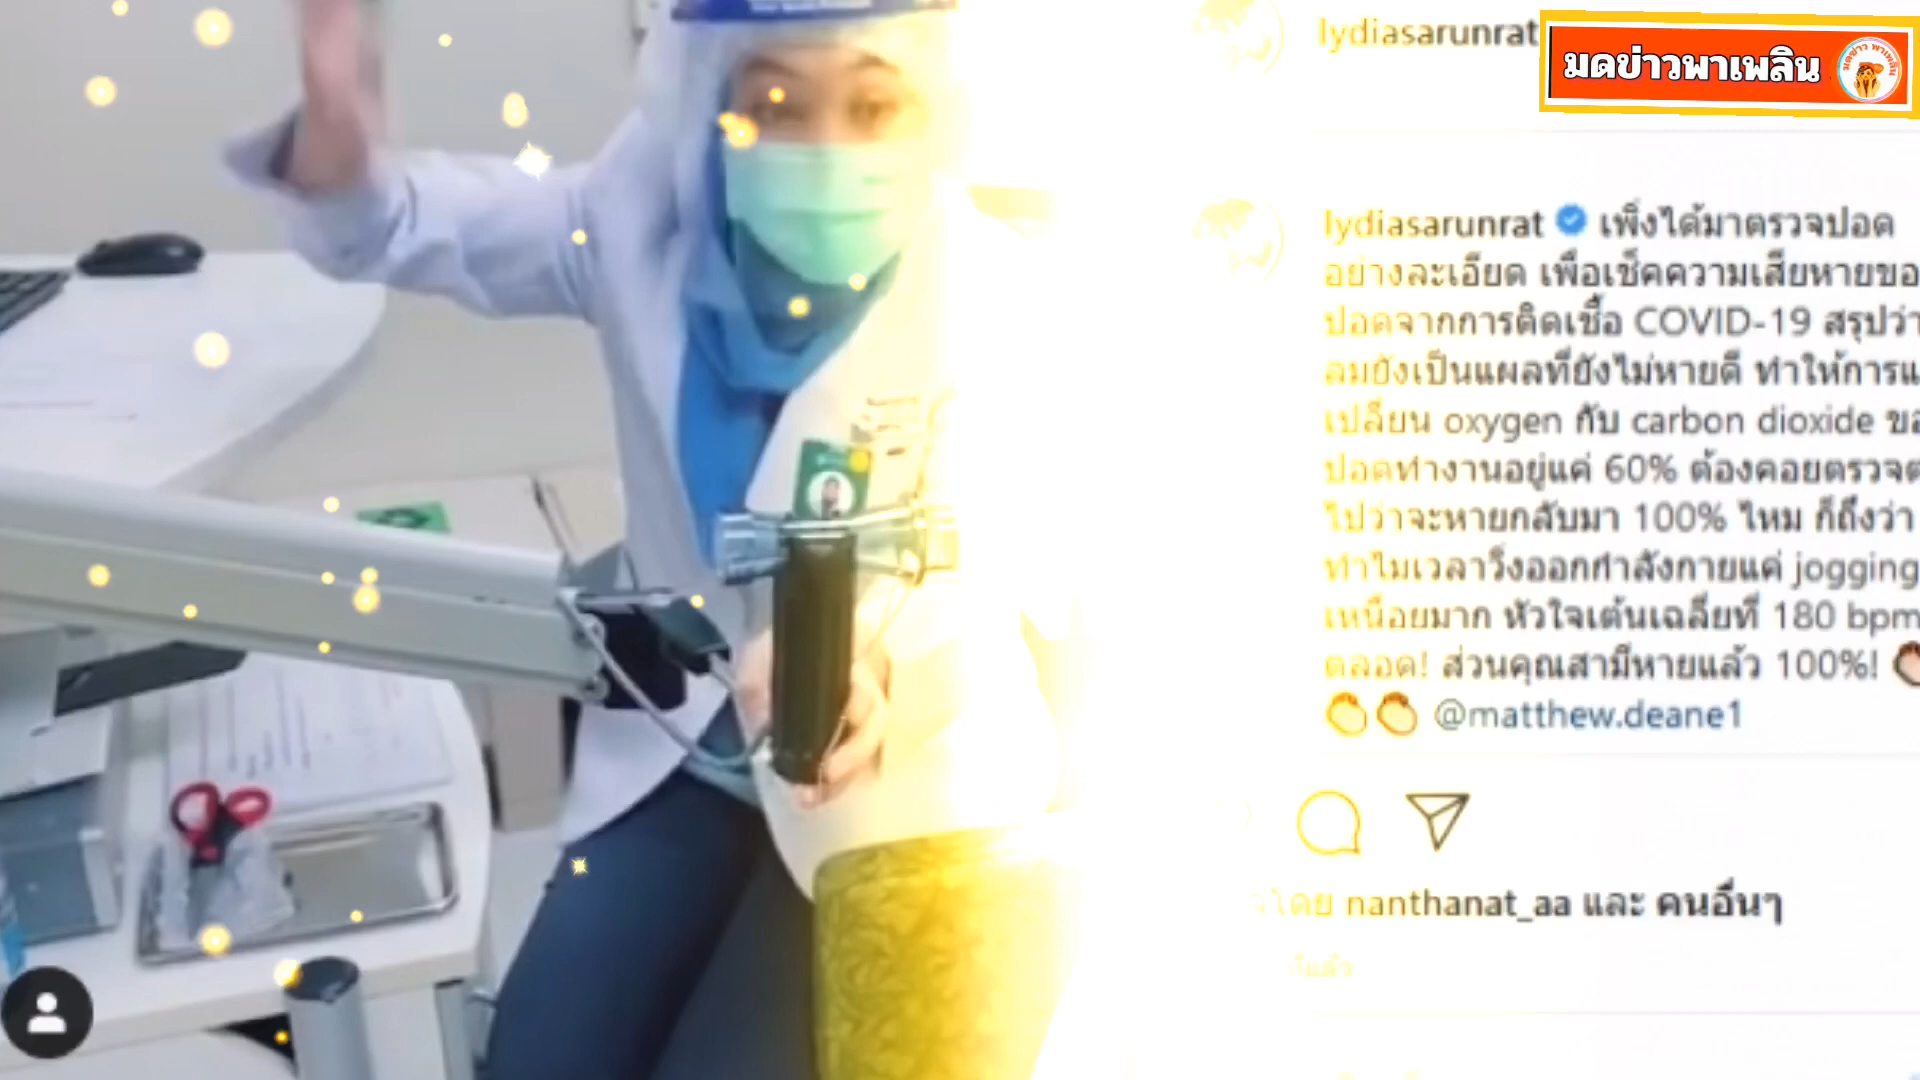 lydiasarunrat
มดข่าวพาเพลิน
lydiasarunrat เพิ่งได้มาตรวจปอด
อย่างละเอียด เพื่อเช็คความเสียหายขอ
ปอดจากการติดเชื้อ COVID-19 สรุปว่า
ลมยังเป็นแผลที่ยังไม่หายดี ทำให้การแ
เปลี่ยน oxygen กับ carbon dioxide ขอ
ปอดทำงานอยู่แค่ 60% ต้องคอยตรวจต
ไปว่าจะหายกลับมา 100% ไหม ก็ถึงว่า
ทำไมเวลาวิ่งออกกำลังกายแค่ jogging
เหนื่อยมาก หัวใจเต้นเฉลี่ยที่ 180 bpm
ตลอด! ส่วนคุณสามีหายแล้ว 100%!
@matthew.deane1
โดย nanthanat_aa และ คนอื่นๆ
ที่แล้ว